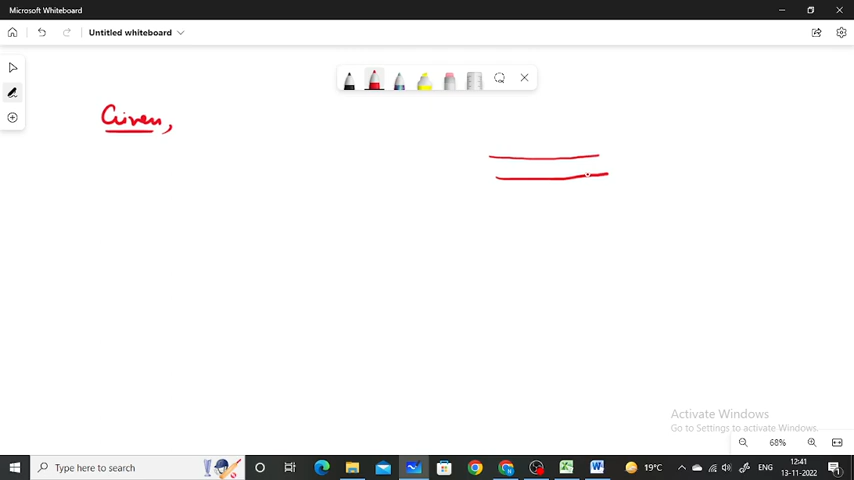 Microsoft Whiteboard
Untitled whiteboard
Given,
Activate Windows
Go to Settings to activate Windows.
68%
Type here to search
19°C
ENG
12:41
13-11-2022
1